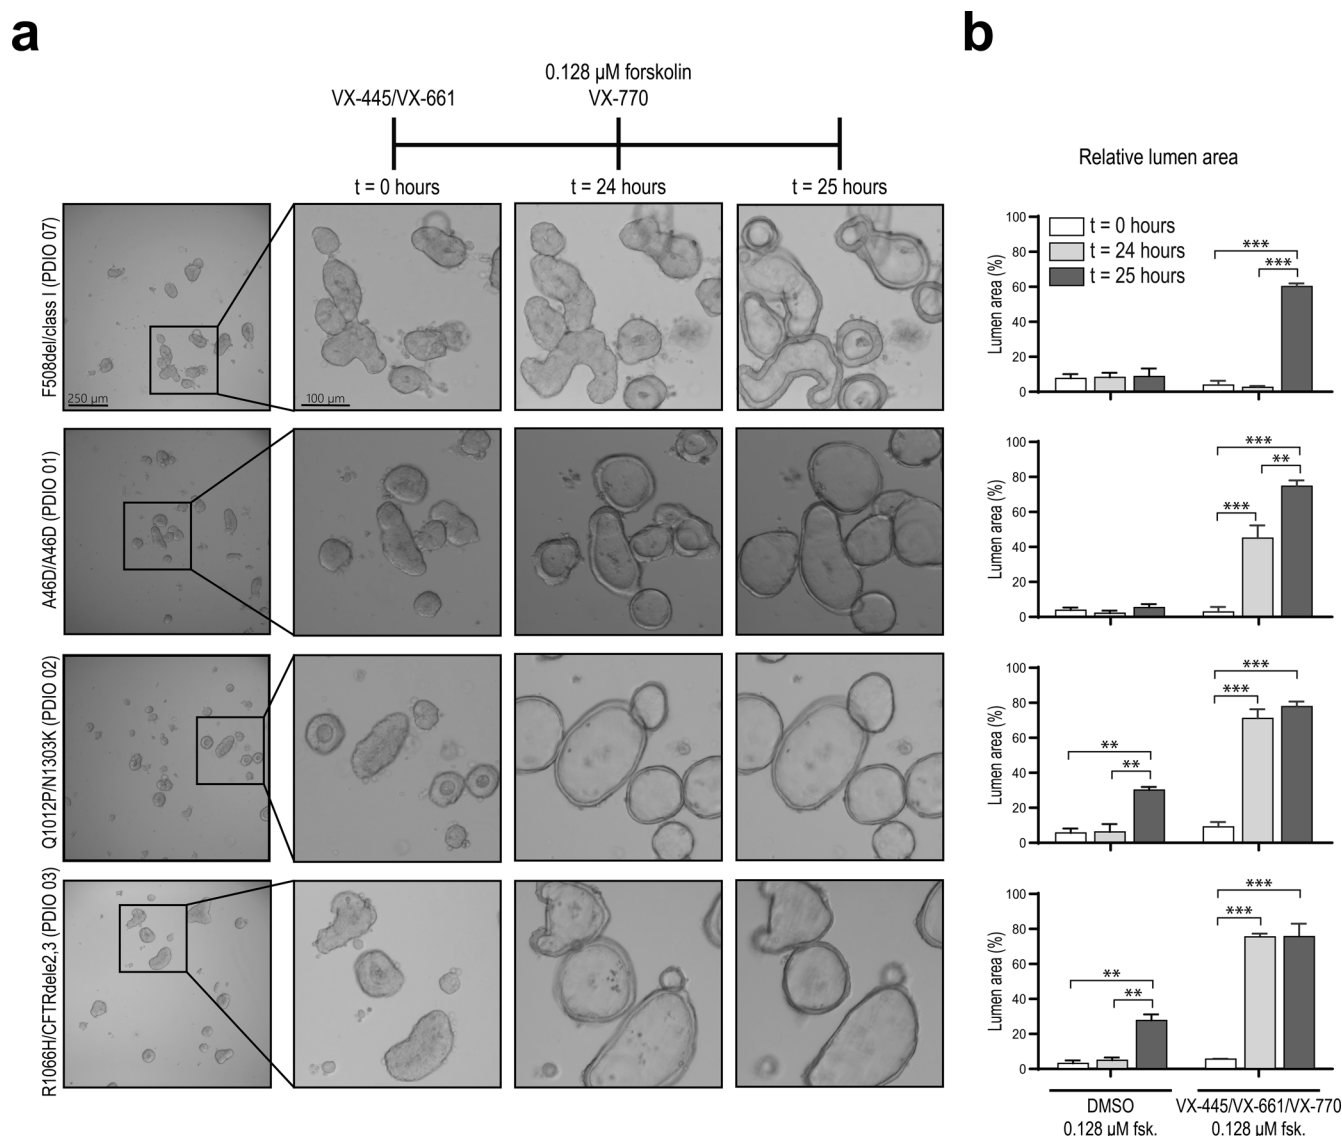 a
b
0.128 µM forskolin
VX-445/VX-661
VX-770
t = 0 hours
t = 24 hours
t = 25 hours
F508del/class I (PDIO 07)
250 µm
100 µm
A46D/A46D (PDIO 01)
Q1012P/N1303K (PDIO 02)
R1066H/CFTRdele2,3 (PDIO 03)
Relative lumen area
t = 0 hours
t = 24 hours
t = 25 hours
Lumen area (%)
100
80
60
40
20
0
***
***
Lumen area (%)
100
80
60
40
20
0
***
**
***
Lumen area (%)
100
80
60
40
20
0
**
**
***
***
Lumen area (%)
100
80
60
40
20
0
**
**
***
***
DMSO
0.128 µM fsk.
VX-445/VX-661/VX-770
0.128 µM fsk.